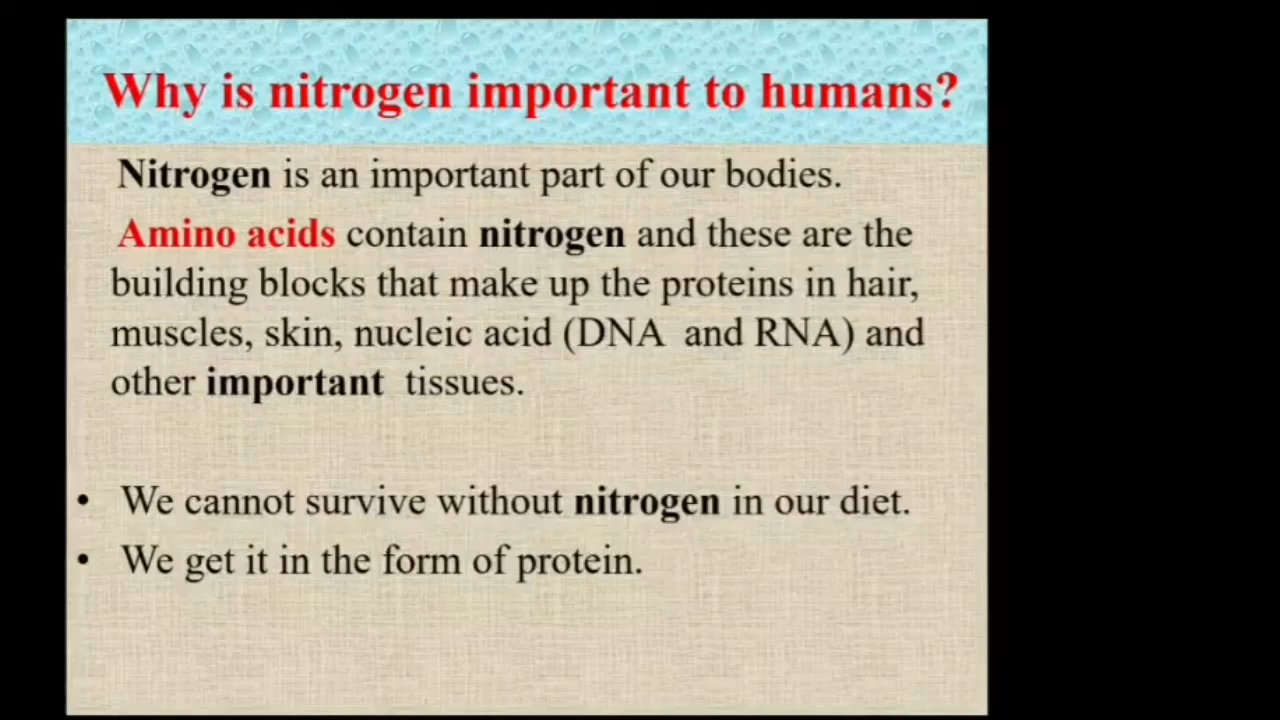 Why is nitrogen important to humans?
Nitrogen is an important part of our bodies.
Amino acids contain nitrogen and these are the
building blocks that make up the proteins in hair,
muscles, skin, nucleic acid (DNA and RNA) and
other important tissues.
• We cannot survive without nitrogen in our diet.
• We get it in the form of protein.